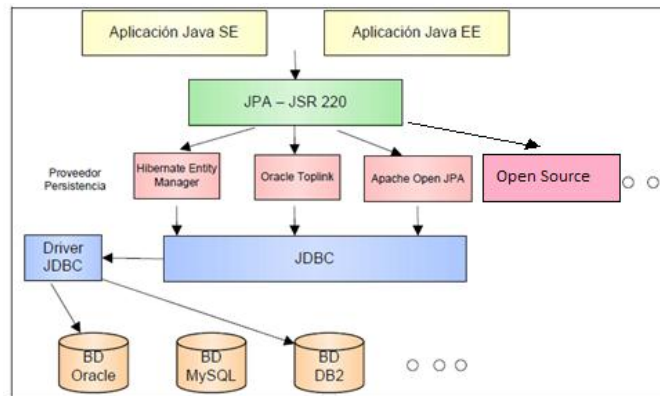 Aplicación Java SE
Aplicación Java EE
JPA – JSR 220
Proveedor
Persistencia
Hibernate Entity
Manager
Oracle Toplink
Apache Open JPA
Open Source
Driver
JDBC
JDBC
BD
Oracle
BD
MySQL
BD
DB2